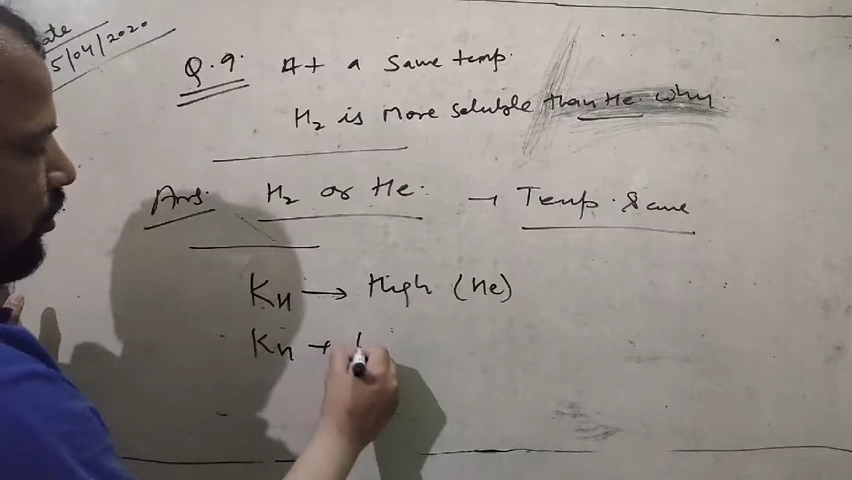 ate
5/04/2020
Q.9. At a same temp.
H2 is more soluble than He. why.
Ans. H2 or He. → Temp. same
KH → High (He)
KH →